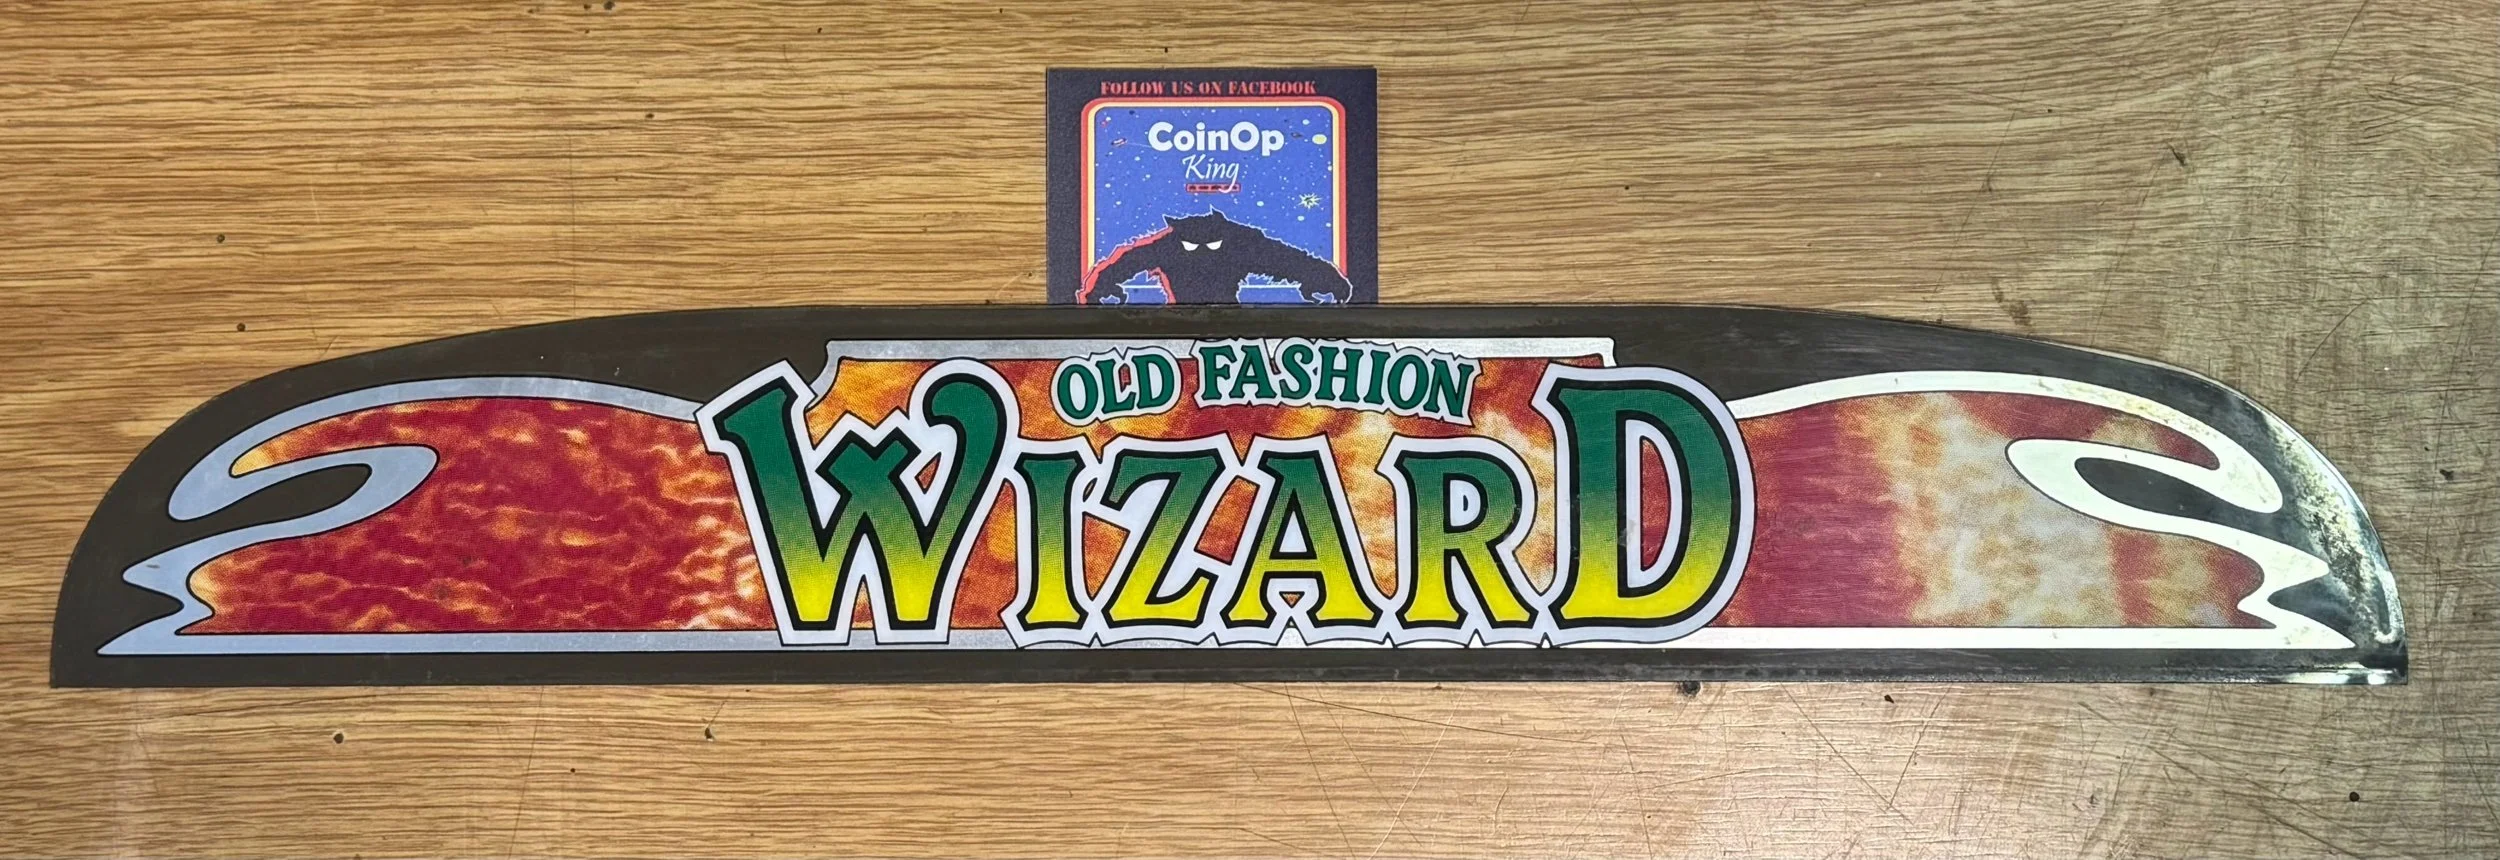 FOLLOW US ON FACEBOOK
CoinOp
King
OLD FASHION
WIZARD